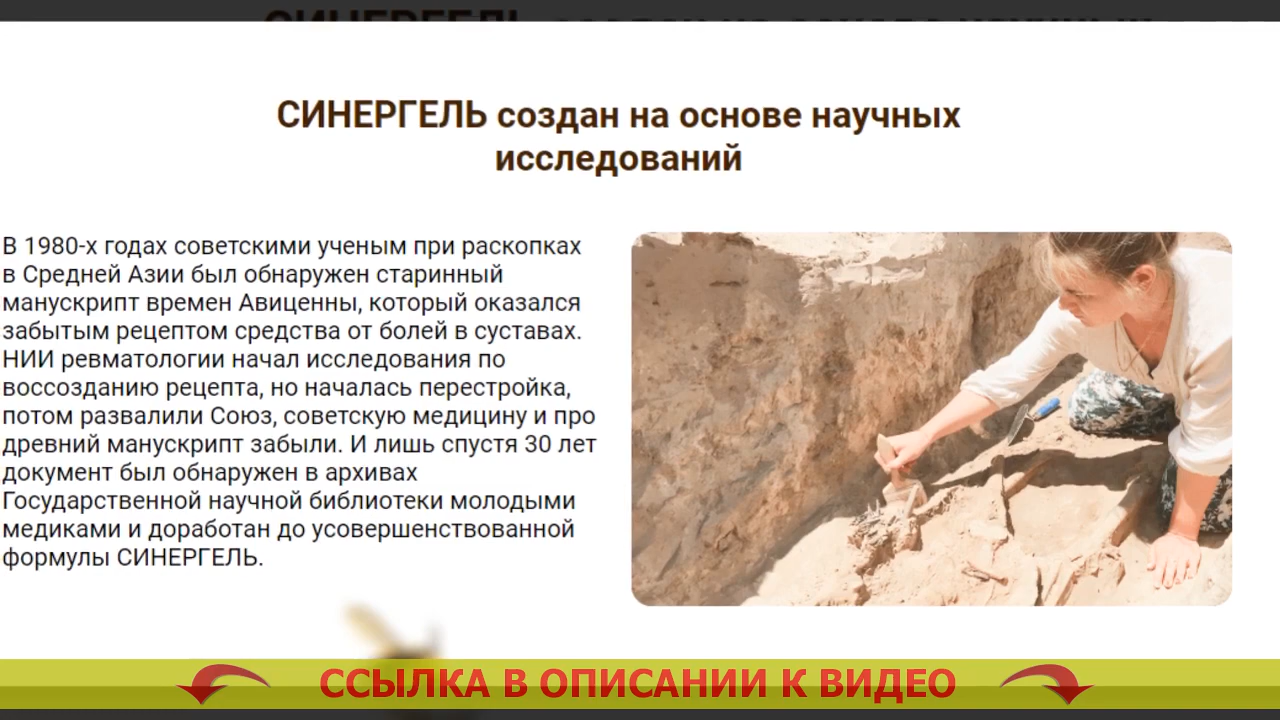 СИНЕРГЕЛЬ создан на основе научных
исследований
В 1980-х годах советскими ученым при раскопках
в Средней Азии был обнаружен старинный
манускрипт времен Авиценны, который оказался
забытым рецептом средства от болей в суставах.
НИИ ревматологии начал исследования по
воссозданию рецепта, но началась перестройка,
потом развалили Союз, советскую медицину и про
древний манускрипт забыли. И лишь спустя 30 лет
документ был обнаружен в архивах
Государственной научной библиотеки молодыми
медиками и доработан до усовершенствованной
формулы СИНЕРГЕЛЬ.
ССЫЛКА В ОПИСАНИИ К ВИДЕО